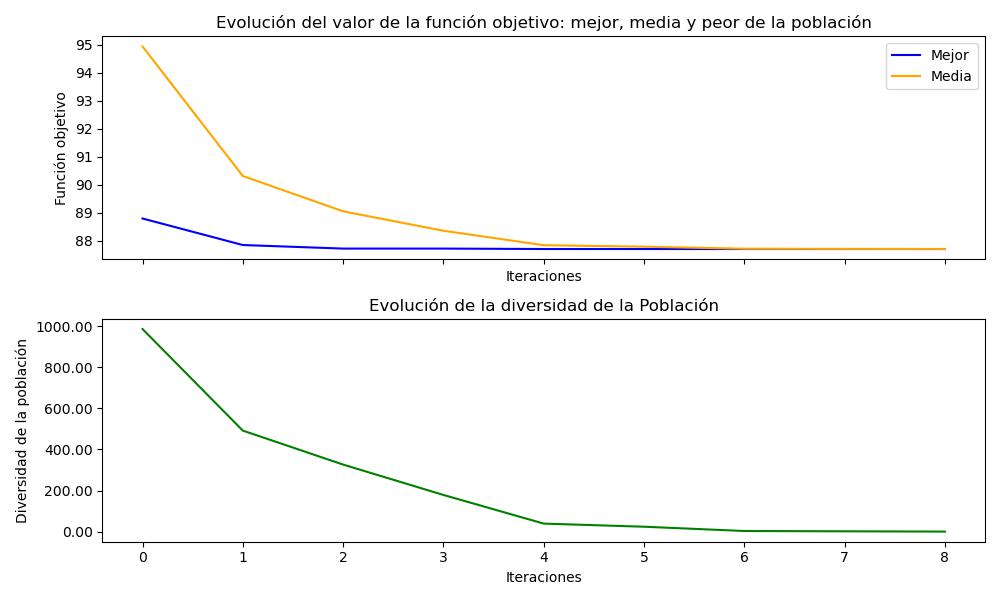 Evolución del valor de la función objetivo: mejor, media y peor de la población
95
94
93
92
91
90
89
88
Función objetivo
Mejor
Media
Iteraciones
Evolución de la diversidad de la Población
1000.00
800.00
600.00
400.00
200.00
0.00
Diversidad de la población
0 1 2 3 4 5 6 7 8
Iteraciones